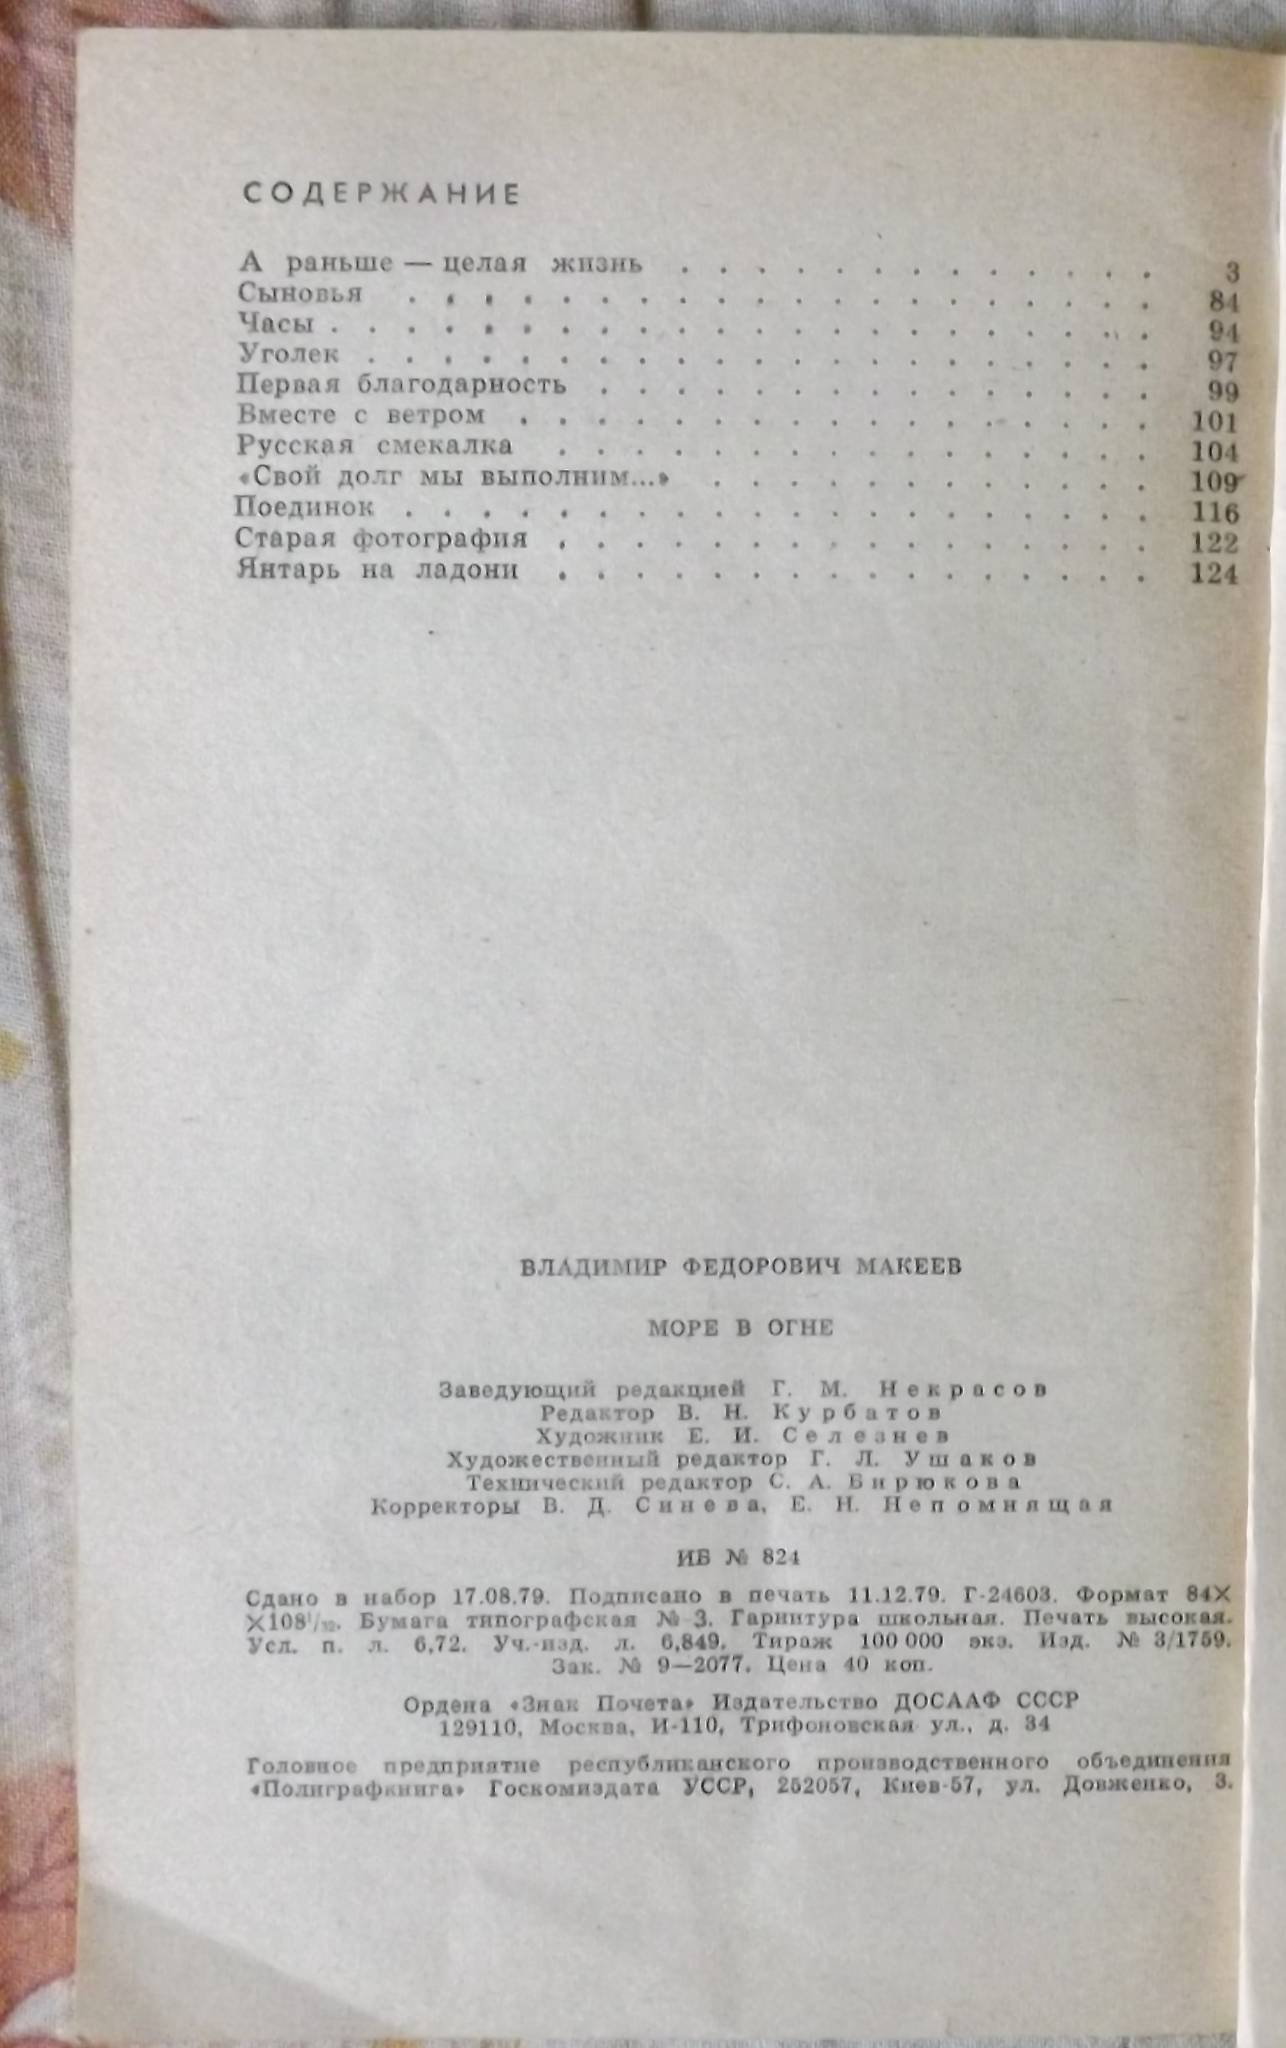 СОДЕРЖАНИЕ
А раньше — целая жизнь . . . . . . . . . . . . . 3
Сыновья . . . . . . . . . . . . . . . . . . . . 84
Часы . . . . . . . . . . . . . . . . . . . . . . 94
Уголек . . . . . . . . . . . . . . . . . . . . . 97
Первая благодарность . . . . . . . . . . . . . . . 99
Вместе с ветром . . . . . . . . . . . . . . . . 101
Русская смекалка . . . . . . . . . . . . . . . . 104
«Свой долг мы выполним...» . . . . . . . . . . . . 109
Поединок . . . . . . . . . . . . . . . . . . . . 116
Старая фотография . . . . . . . . . . . . . . . . 122
Янтарь на ладони . . . . . . . . . . . . . . . . 124
ВЛАДИМИР ФЕДОРОВИЧ МАКЕЕВ
МОРЕ В ОГНЕ
Заведующий редакцией Г. М. Некрасов
Редактор В. Н. Курбатов
Художник Е. И. Селезнев
Художественный редактор Г. Л. Ушаков
Технический редактор С. А. Бирюкова
Корректоры В. Д. Синева, Е. Н. Непомнящая
ИБ № 824
Сдано в набор 17.08.79. Подписано в печать 11.12.79. Г-24603. Формат 84×
×108¹/₃₂. Бумага типографская № 3. Гарнитура школьная. Печать высокая.
Усл. п. л. 6,72. Уч.-изд. л. 6,849. Тираж 100 000 экз. Изд. № 3/1759.
Зак. № 9—2077. Цена 40 коп.
Ордена «Знак Почета» Издательство ДОСААФ СССР
129110, Москва, И-110, Трифоновская ул., д. 34
Головное предприятие республиканского производственного объединения
«Полиграфкнига» Госкомиздата УССР, 252057, Киев-57, ул. Довженко, 3.